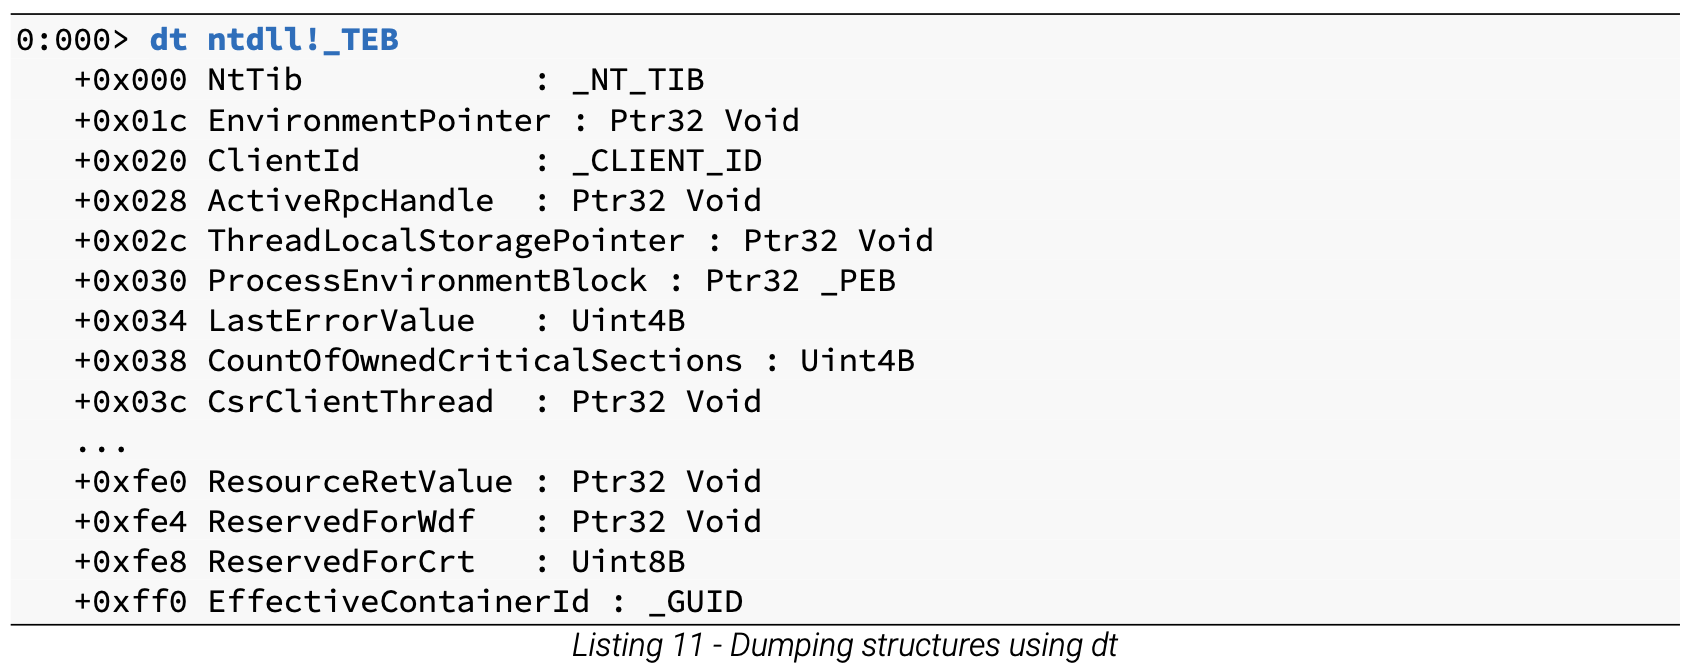 0:000> dt ntdll!_TEB
   +0x000 NtTib            : _NT_TIB
   +0x01c EnvironmentPointer : Ptr32 Void
   +0x020 ClientId         : _CLIENT_ID
   +0x028 ActiveRpcHandle  : Ptr32 Void
   +0x02c ThreadLocalStoragePointer : Ptr32 Void
   +0x030 ProcessEnvironmentBlock : Ptr32 _PEB
   +0x034 LastErrorValue   : Uint4B
   +0x038 CountOfOwnedCriticalSections : Uint4B
   +0x03c CsrClientThread  : Ptr32 Void
   ...
   +0xfe0 ResourceRetValue : Ptr32 Void
   +0xfe4 ReservedForWdf   : Ptr32 Void
   +0xfe8 ReservedForCrt   : Uint8B
   +0xff0 EffectiveContainerId : _GUID
Listing 11 - Dumping structures using dt